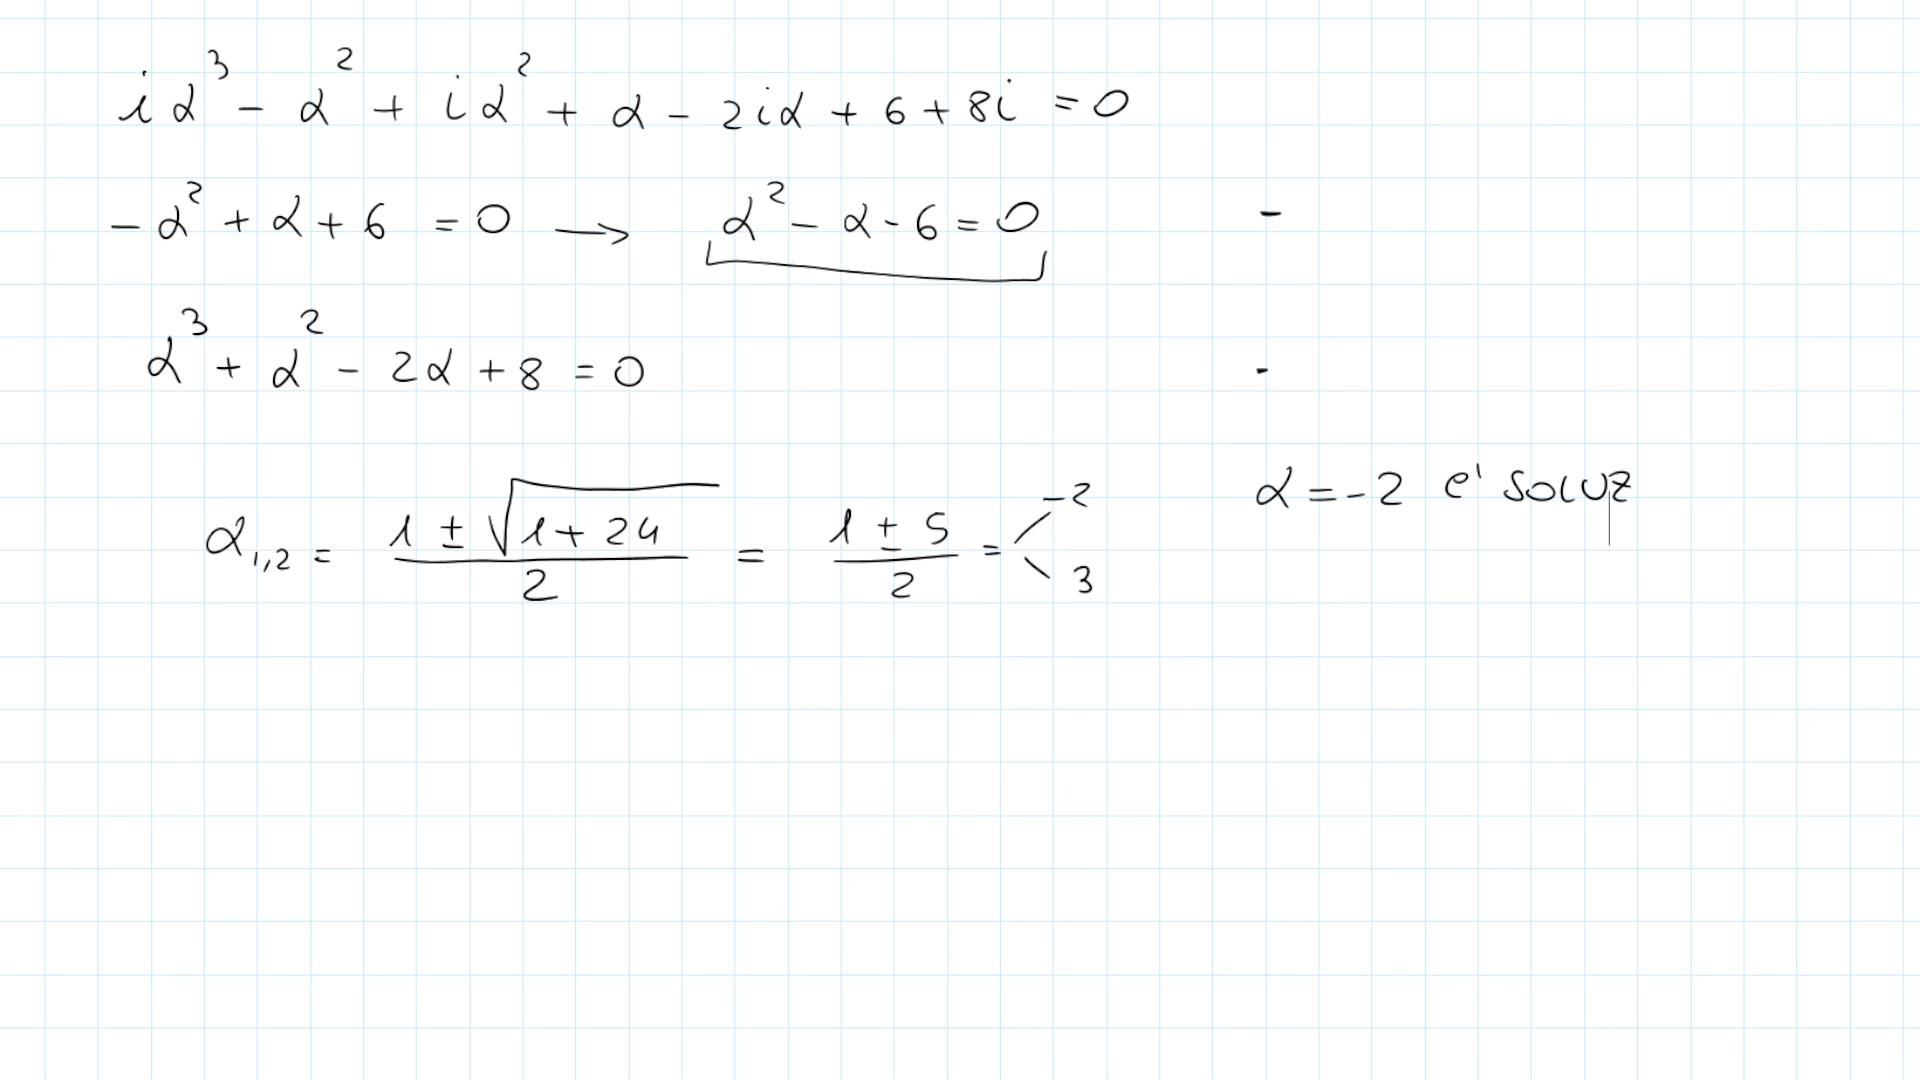 iα³ - α² + iα² + α - 2iα + 6 + 8i = 0
-α² + α + 6 = 0 → α² - α - 6 = 0 -
α³ + α² - 2α + 8 = 0 .
α = -2 e' soluz
α₁,₂ = (1 ± √(1 + 24))/2 = (1 ± 5)/2 = -2
3